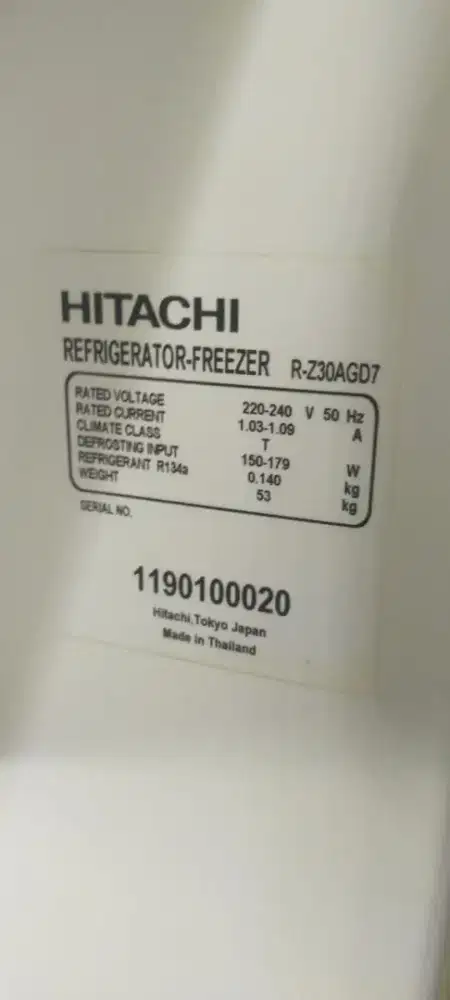 HITACHI
REFRIGERATOR-FREEZER R-Z30AGD7
RATED VOLTAGE 220-240 V 50 Hz
RATED CURRENT 1.03-1.09 A
CLIMATE CLASS T
DEFROSTING INPUT 150-179 W
REFRIGERANT R134a 0.140 kg
WEIGHT 53 kg
SERIAL NO.
1190100020
Hitachi,Tokyo Japan
Made in Thailand